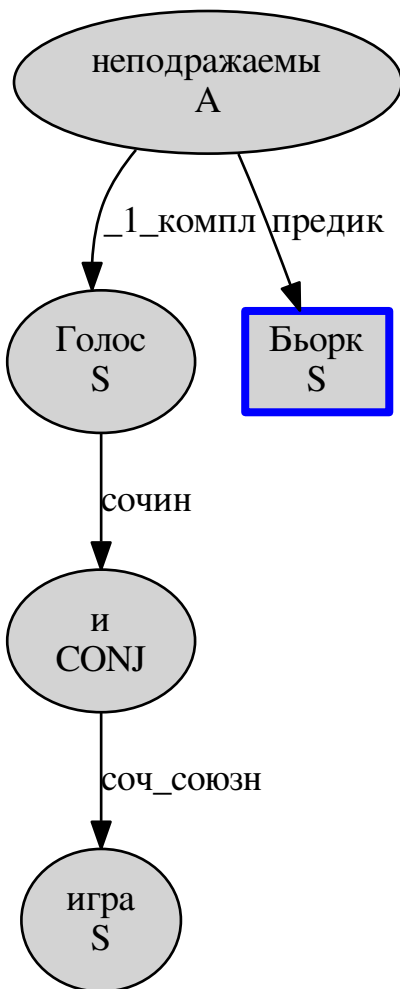 неподражаемы
A
_1_компл предик
Голос
S
Бьорк
S
сочин
и
CONJ
соч_союзн
игра
S